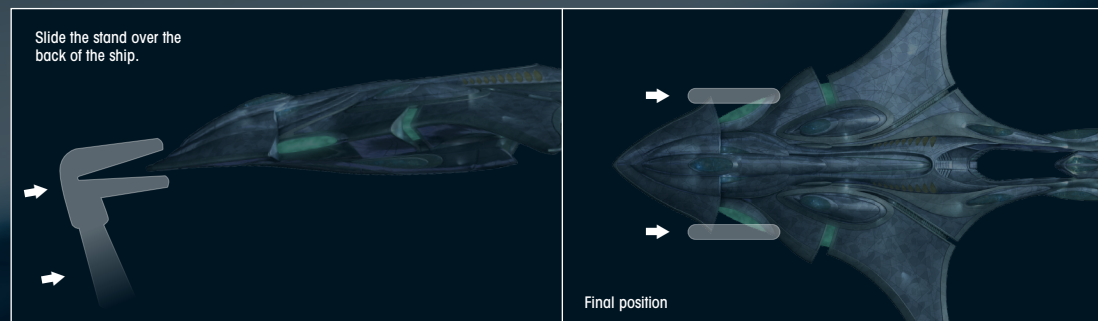 Slide the stand over the
back of the ship.
Final position